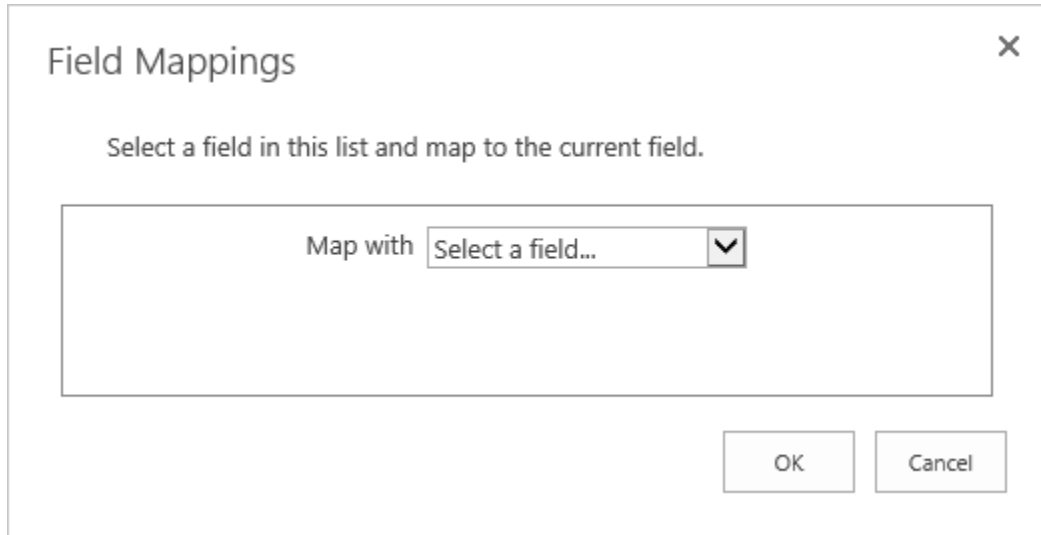 Field Mappings
Select a field in this list and map to the current field.
Map with Select a field...
OK Cancel